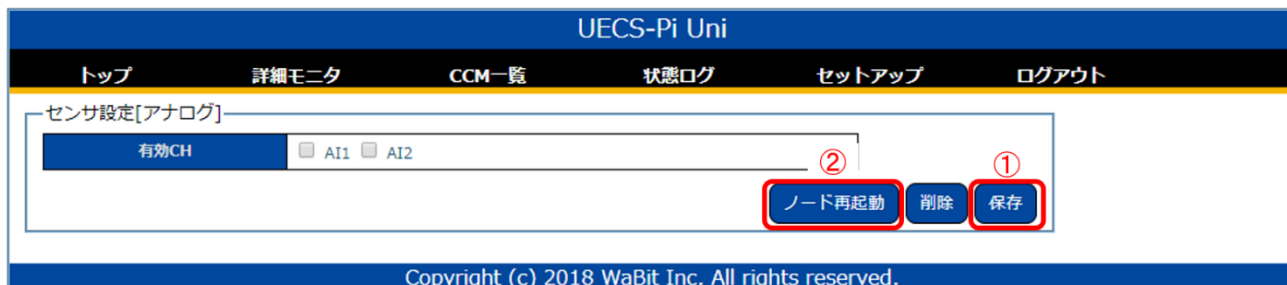 UECS-Pi Uni
トップ 詳細モニタ CCM一覧 状態ログ セットアップ ログアウト
センサ設定[アナログ]
有効CH AI1 AI2
② ①
ノード再起動 削除 保存
Copyright (c) 2018 WaBit Inc. All rights reserved.